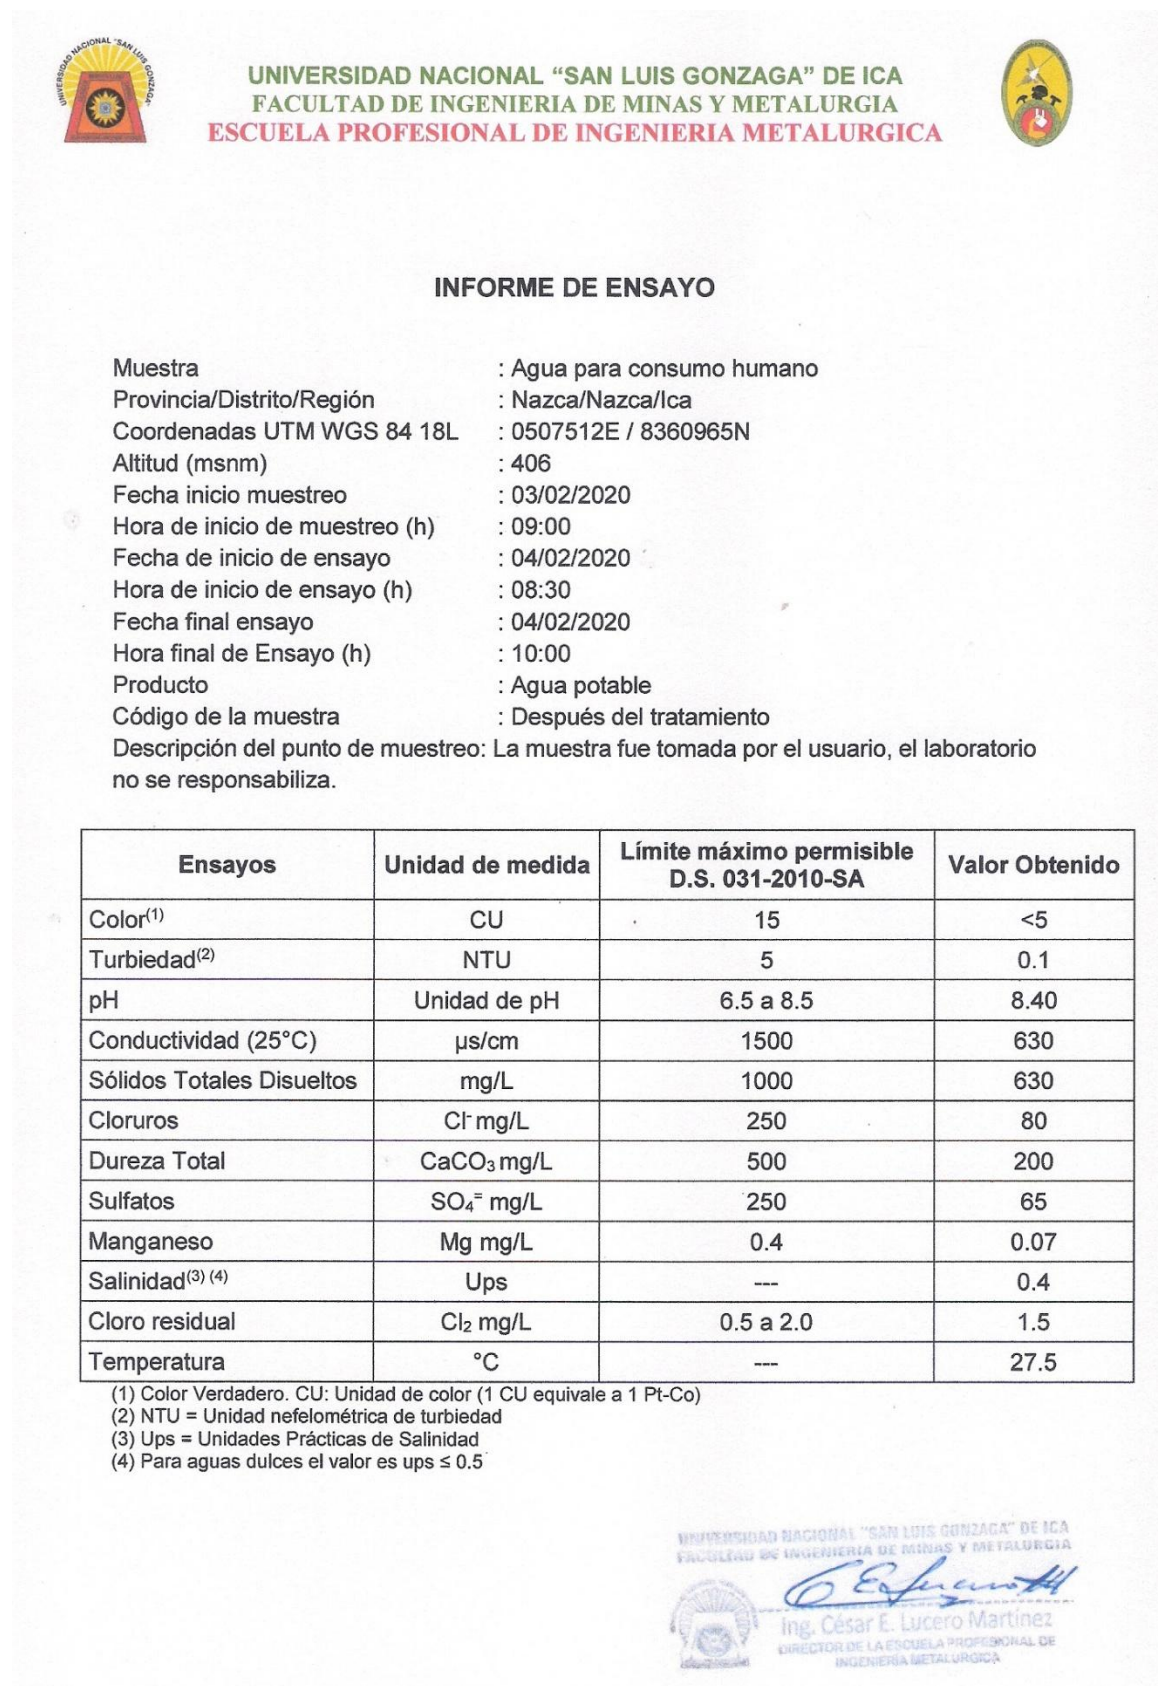 UNIVERSIDAD NACIONAL "SAN LUIS GONZAGA"
UNIVERSIDAD NACIONAL “SAN LUIS GONZAGA” DE ICA
FACULTAD DE INGENIERIA DE MINAS Y METALURGIA
ESCUELA PROFESIONAL DE INGENIERIA METALURGICA
INFORME DE ENSAYO
Muestra : Agua para consumo humano
Provincia/Distrito/Región : Nazca/Nazca/Ica
Coordenadas UTM WGS 84 18L : 0507512E / 8360965N
Altitud (msnm) : 406
Fecha inicio muestreo : 03/02/2020
Hora de inicio de muestreo (h) : 09:00
Fecha de inicio de ensayo : 04/02/2020
Hora de inicio de ensayo (h) : 08:30
Fecha final ensayo : 04/02/2020
Hora final de Ensayo (h) : 10:00
Producto : Agua potable
Código de la muestra : Después del tratamiento
Descripción del punto de muestreo: La muestra fue tomada por el usuario, el laboratorio
no se responsabiliza.
Ensayos Unidad de medida Límite máximo permisible D.S. 031-2010-SA Valor Obtenido
Color(1) CU 15 <5
Turbiedad(2) NTU 5 0.1
pH Unidad de pH 6.5 a 8.5 8.40
Conductividad (25°C) µs/cm 1500 630
Sólidos Totales Disueltos mg/L 1000 630
Cloruros Cl- mg/L 250 80
Dureza Total CaCO3 mg/L 500 200
Sulfatos SO4= mg/L 250 65
Manganeso Mg mg/L 0.4 0.07
Salinidad(3) (4) Ups --- 0.4
Cloro residual Cl2 mg/L 0.5 a 2.0 1.5
Temperatura °C --- 27.5
(1) Color Verdadero. CU: Unidad de color (1 CU equivale a 1 Pt-Co)
(2) NTU = Unidad nefelométrica de turbiedad
(3) Ups = Unidades Prácticas de Salinidad
(4) Para aguas dulces el valor es ups ≤ 0.5
UNIVERSIDAD NACIONAL "SAN LUIS GONZAGA" DE ICA
FACULTAD DE INGENIERIA DE MINAS Y METALURGIA
Ing. César E. Lucero Martínez
DIRECTOR DE LA ESCUELA PROFESIONAL DE
INGENIERÍA METALURGICA